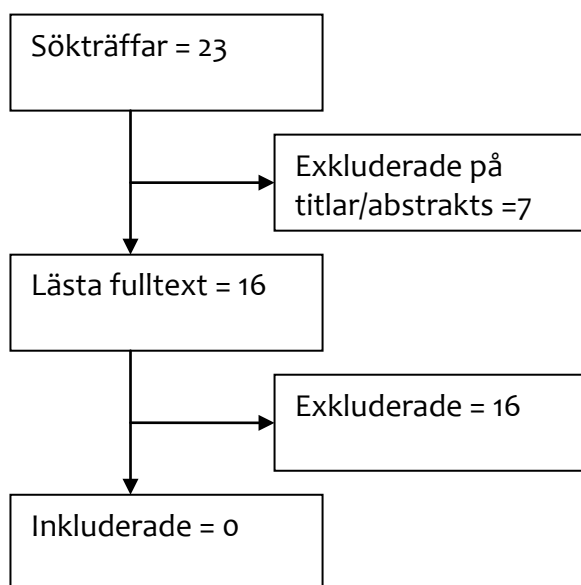 Sökträffar = 23
Exkluderade på
titlar/abstrakts =7
Lästa fulltext = 16
Exkluderade = 16
Inkluderade = 0